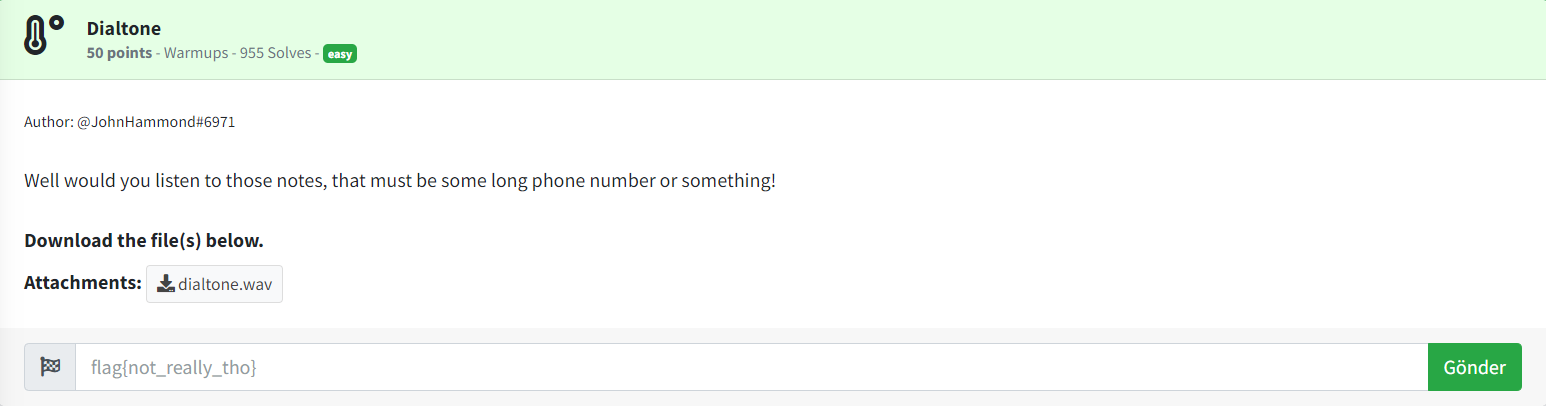 Dialtone
50 points - Warmups - 955 Solves - easy
Author: @JohnHammond#6971
Well would you listen to those notes, that must be some long phone number or something!
Download the file(s) below.
Attachments: dialtone.wav
flag{not_really_tho} Gönder